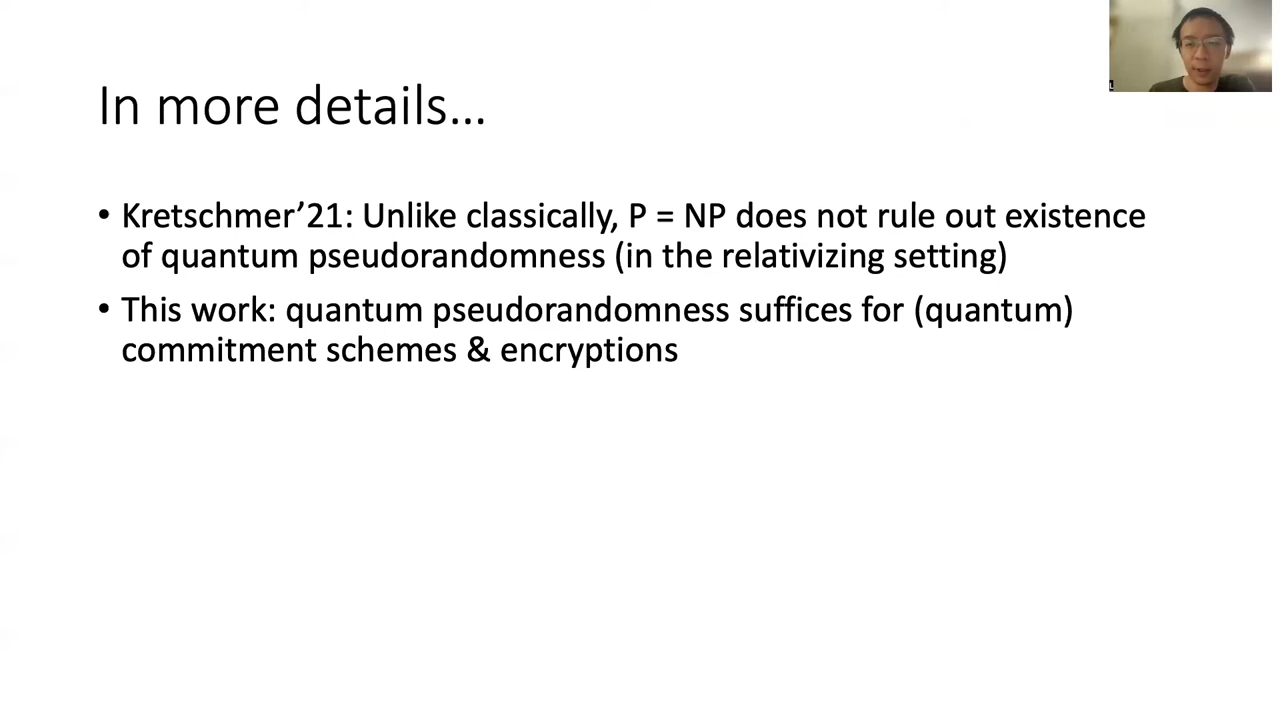 In more details...
• Kretschmer’21: Unlike classically, P = NP does not rule out existence
of quantum pseudorandomness (in the relativizing setting)
• This work: quantum pseudorandomness suffices for (quantum)
commitment schemes & encryptions